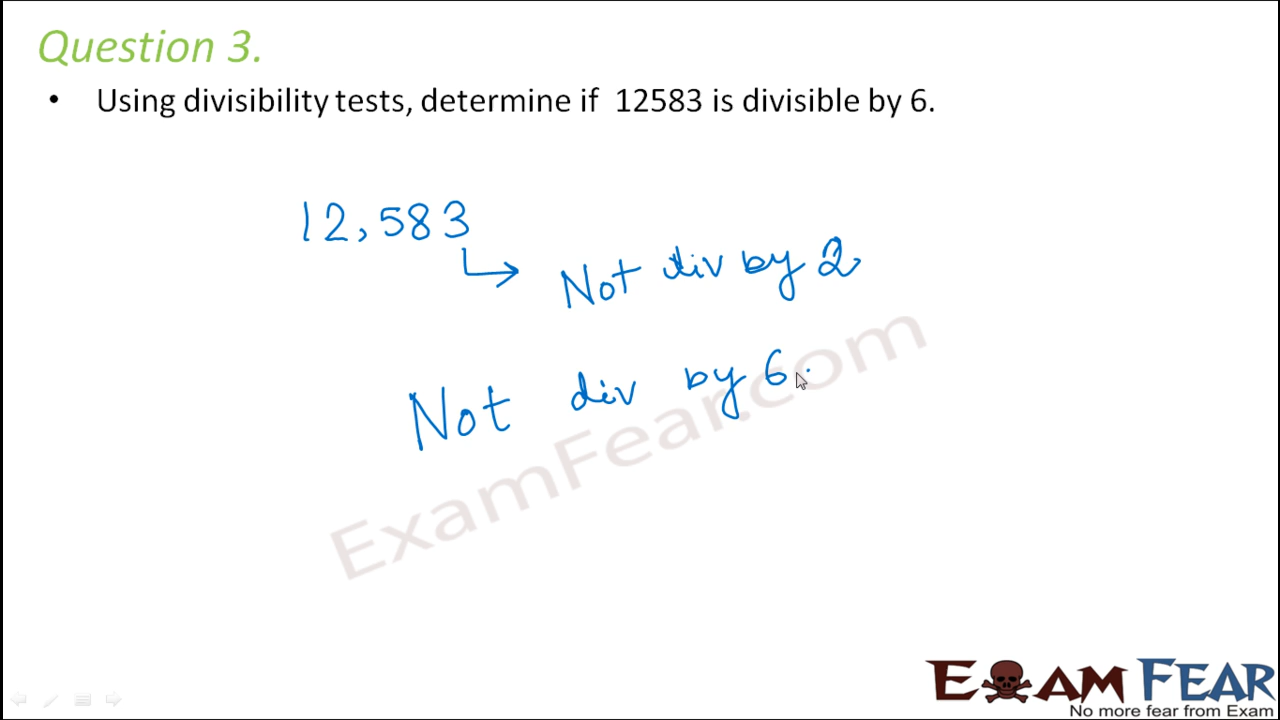 Question 3.
• Using divisibility tests, determine if 12583 is divisible by 6.
12,583
Not div by 2
Not div by 6.
ExamFear.com
EXAM FEAR
No more fear from Exam